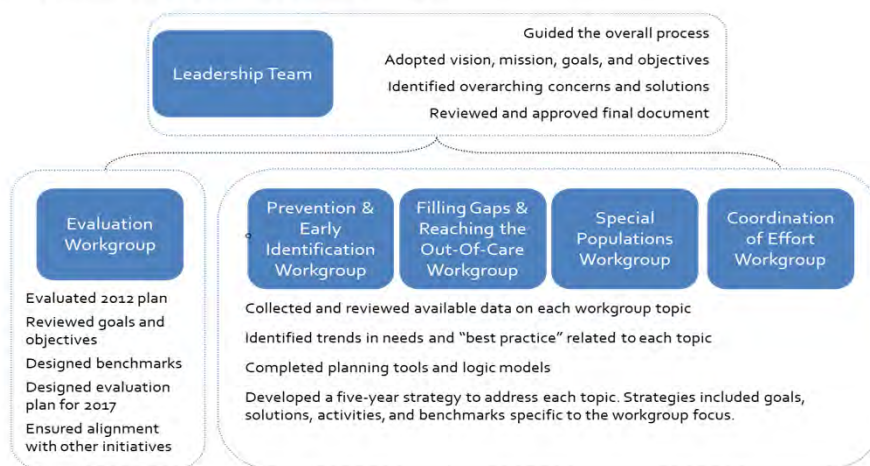 Leadership Team
Guided the overall process
Adopted vision, mission, goals, and objectives
Identified overarching concerns and solutions
Reviewed and approved final document
Evaluation
Workgroup
Evaluated 2012 plan
Reviewed goals and
objectives
Designed benchmarks
Designed evaluation
plan for 2017
Ensured alignment
with other initiatives
Prevention &
Early
Identification
Workgroup
Filling Gaps &
Reaching the
Out-Of-Care
Workgroup
Special
Populations
Workgroup
Coordination
of Effort
Workgroup
Collected and reviewed available data on each workgroup topic
Identified trends in needs and “best practice” related to each topic
Completed planning tools and logic models
Developed a five-year strategy to address each topic. Strategies included goals,
solutions, activities, and benchmarks specific to the workgroup focus.